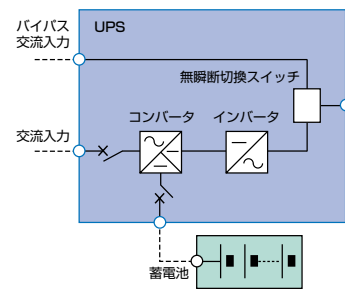 バイパス
交流入力
UPS
無瞬断切換スイッチ
コンバータ
インバータ
交流入力
蓄電池